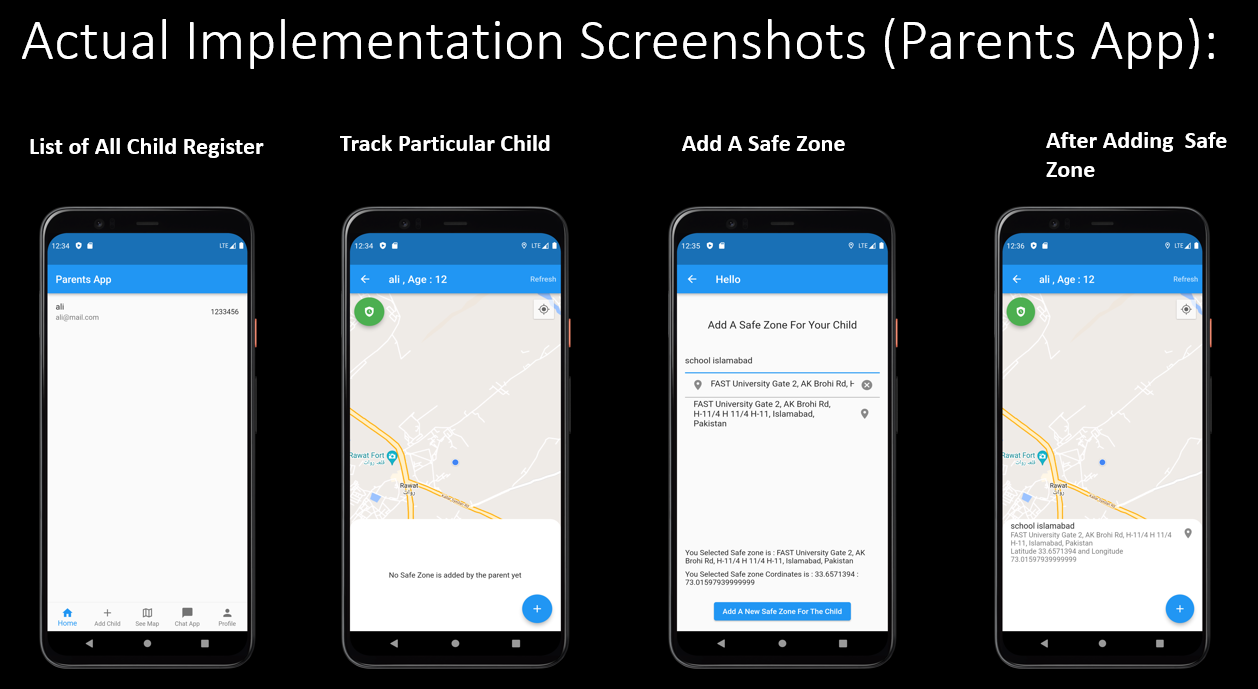 Actual Implementation Screenshots (Parents App):
List of All Child Register
Track Particular Child
Add A Safe Zone
After Adding  Safe
Zone
12:34
LTE
Parents App
ali
ali@mail.com
1233456
Home
Add Child
See Map
Chat App
Profile
12:34
LTE
ali , Age : 12
Refresh
Rawat Fort
قلعہ روات
Rawat
روات
No Safe Zone is added by the parent yet
+
12:35
LTE
Hello
Add A Safe Zone For Your Child
school islamabad
FAST University Gate 2, AK Brohi Rd, H
FAST University Gate 2, AK Brohi Rd,
H-11/4 H 11/4 H-11, Islamabad,
Pakistan
You Selected Safe zone is : FAST University Gate 2, AK
Brohi Rd, H-11/4 H 11/4 H-11, Islamabad, Pakistan
You Selected Safe zone Cordinates is : 33.6571394 :
73.01597939999999
Add A New Safe Zone For The Child
12:36
LTE
ali , Age : 12
Refresh
Rawat Fort
قلعہ روات
Rawat
روات
school islamabad
FAST University Gate 2, AK Brohi Rd, H-11/4 H 11/4
H-11, Islamabad, Pakistan
Latitude 33.6571394 and Longitude
73.01597939999999
+